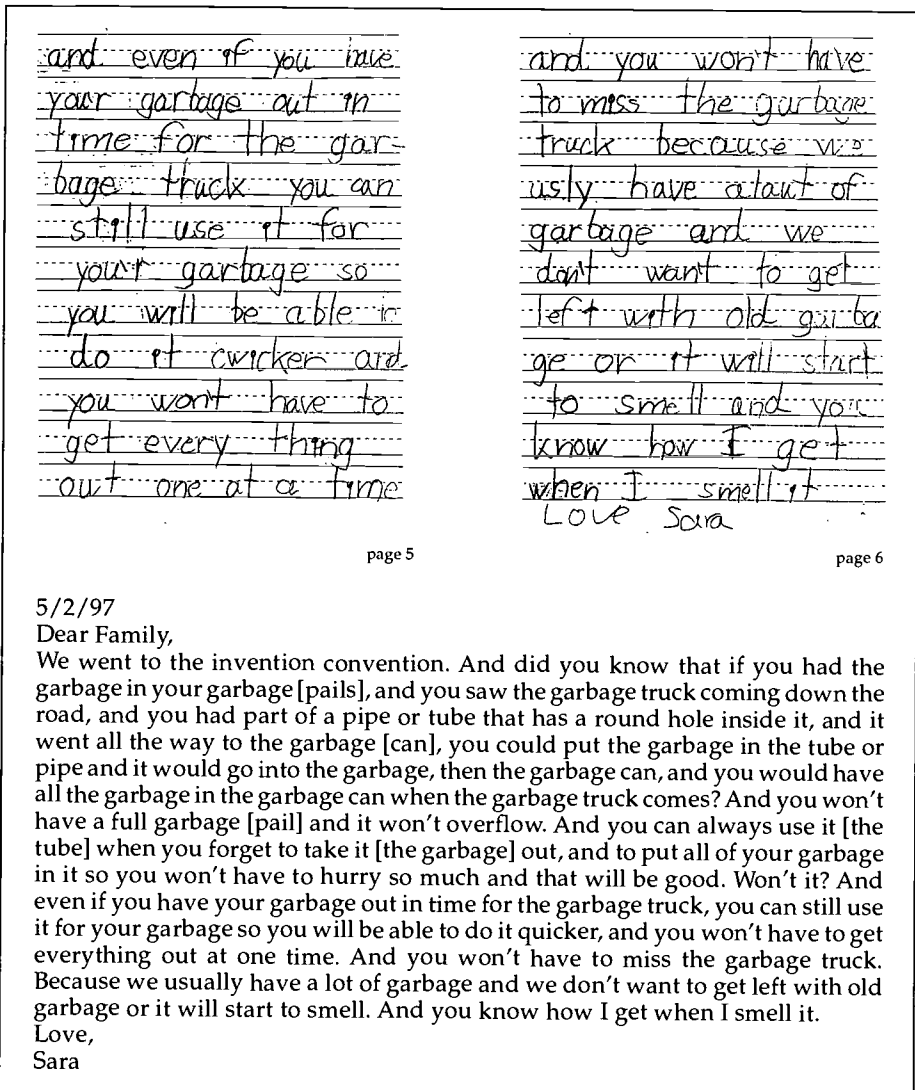 and even if you have
your garbage out in
time for the gar-
bage truck you can
still use it for
your garbage so
you will be able to
do it cwicker and
you won't have to
get every thing
out one at a time
page 5
and you won't have
to miss the garbage
truck because we
usly have alaut of
garbage and we
don't want to get
left with old garba
ge or it will start
to smell and you
know how I get
when I smell it
Love Sara
page 6
5/2/97
Dear Family,
We went to the invention convention. And did you know that if you had the
garbage in your garbage [pails], and you saw the garbage truck coming down the
road, and you had part of a pipe or tube that has a round hole inside it, and it
went all the way to the garbage [can], you could put the garbage in the tube or
pipe and it would go into the garbage, then the garbage can, and you would have
all the garbage in the garbage can when the garbage truck comes? And you won't
have a full garbage [pail] and it won't overflow. And you can always use it [the
tube] when you forget to take it [the garbage] out, and to put all of your garbage
in it so you won't have to hurry so much and that will be good. Won't it? And
even if you have your garbage out in time for the garbage truck, you can still use
it for your garbage so you will be able to do it quicker, and you won't have to get
everything out at one time. And you won't have to miss the garbage truck.
Because we usually have a lot of garbage and we don't want to get left with old
garbage or it will start to smell. And you know how I get when I smell it.
Love,
Sara